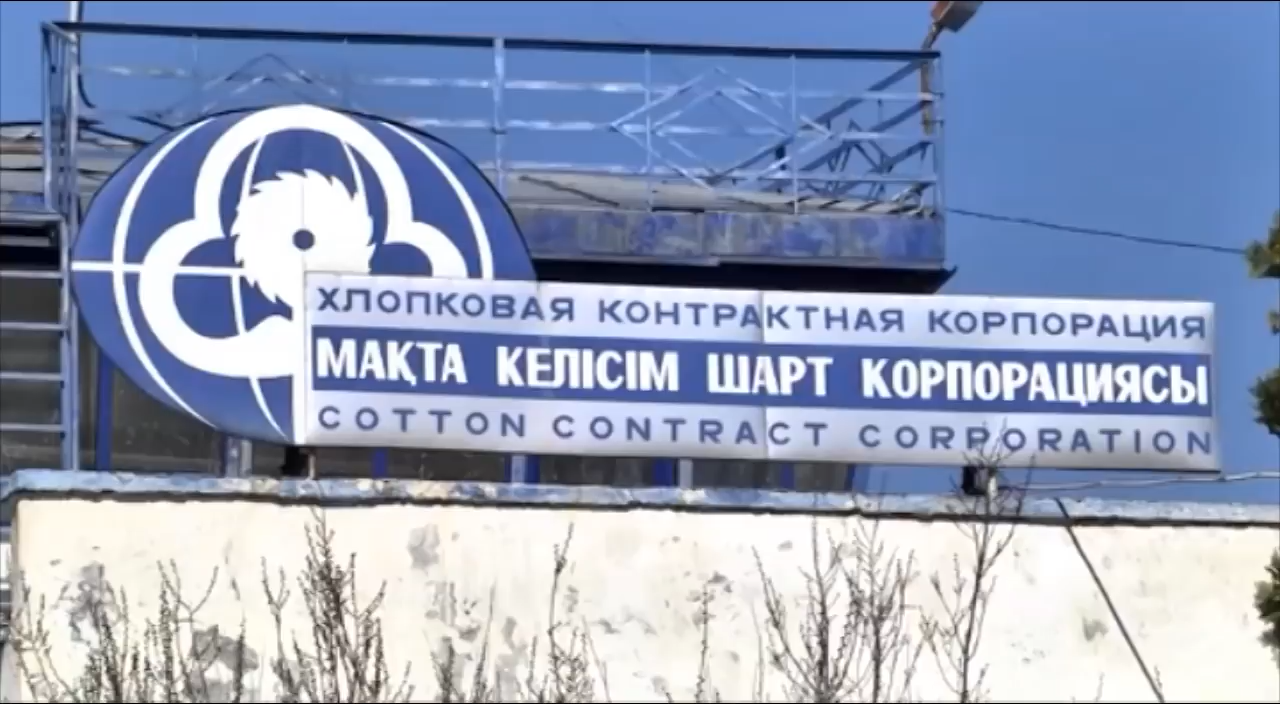 ХЛОПКОВАЯ КОНТРАКТНАЯ КОРПОРАЦИЯ
МАҚТА КЕЛІСІМ ШАРТ КОРПОРАЦИЯСЫ
COTTON CONTRACT CORPORATION